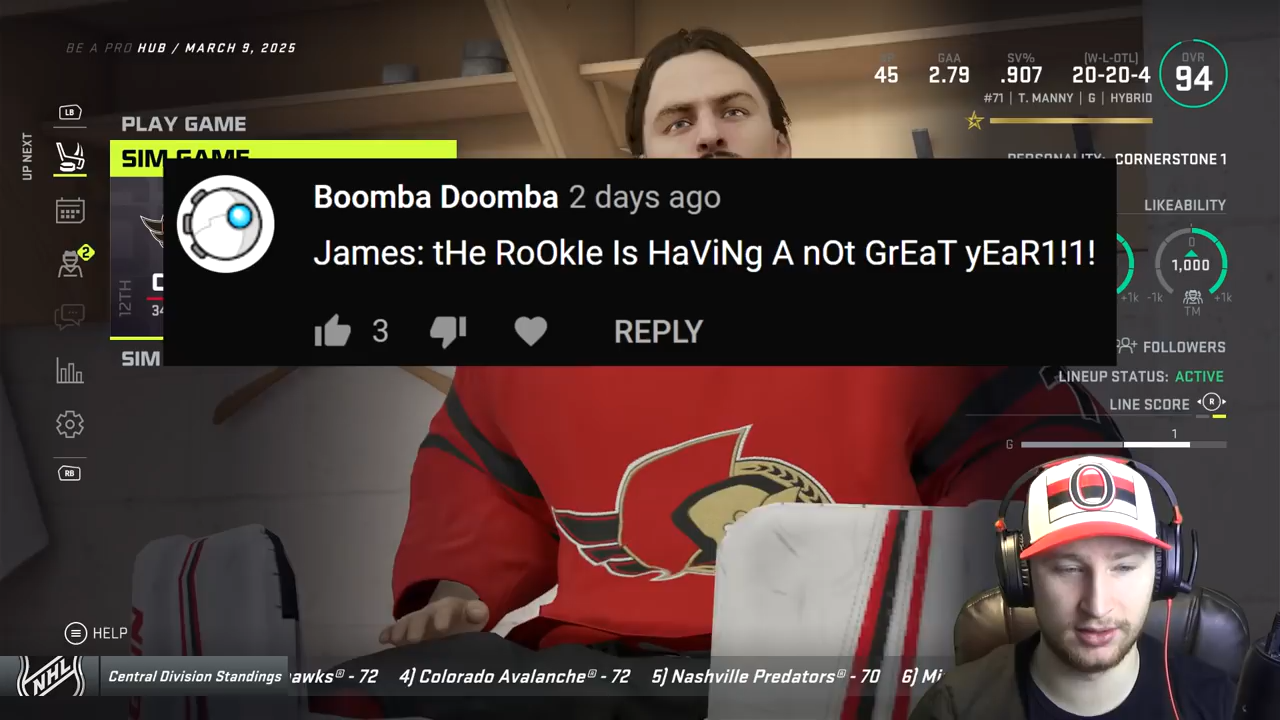 BE A PRO HUB / MARCH 9, 2025
LB
UP NEXT
PLAY GAME
SIM GAME
2
12TH
34
SIM
RB
HELP
GP GAA SV% (W-L-OTL) OVR
45 2.79 .907 20-20-4 94
#71 | T. MANNY | G | HYBRID
PERSONALITY: CORNERSTONE 1
LIKEABILITY
0
1,000
+1k -1k +1k
TM
FOLLOWERS
LINEUP STATUS: ACTIVE
LINE SCORE R
1
G
Boomba Doomba 2 days ago
James: tHe RoOkIe Is HaViNg A nOt GrEaT yEaR1!1!
3 REPLY
NHL Central Division Standings awks® - 72 4) Colorado Avalanche® - 72 5) Nashville Predators® - 70 6) Mi